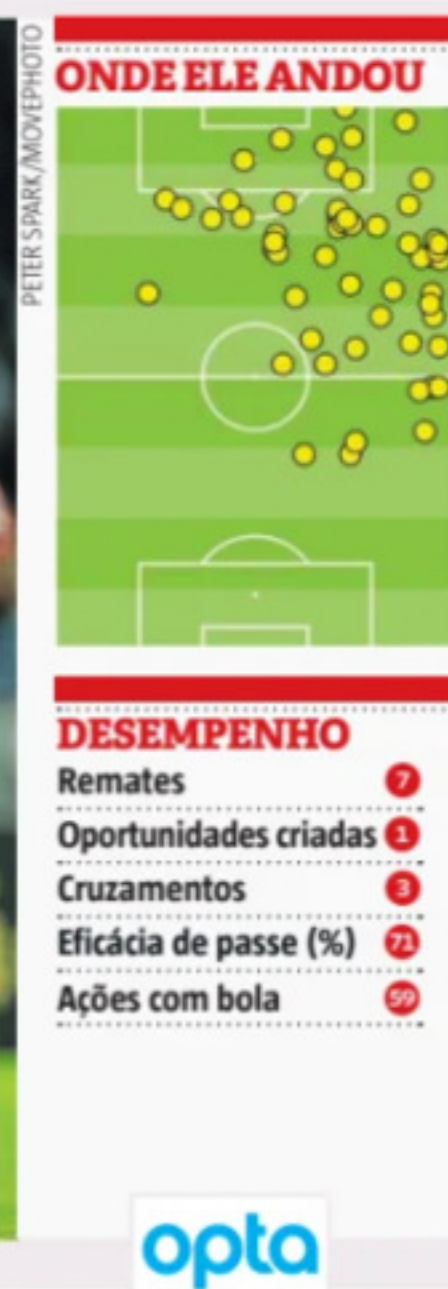 PETER SPARK/MOVEPHOTO
ONDE ELE ANDOU
DESEMPENHO
Remates 7
Oportunidades criadas 1
Cruzamentos 3
Eficácia de passe (%) 71
Ações com bola 59
opta